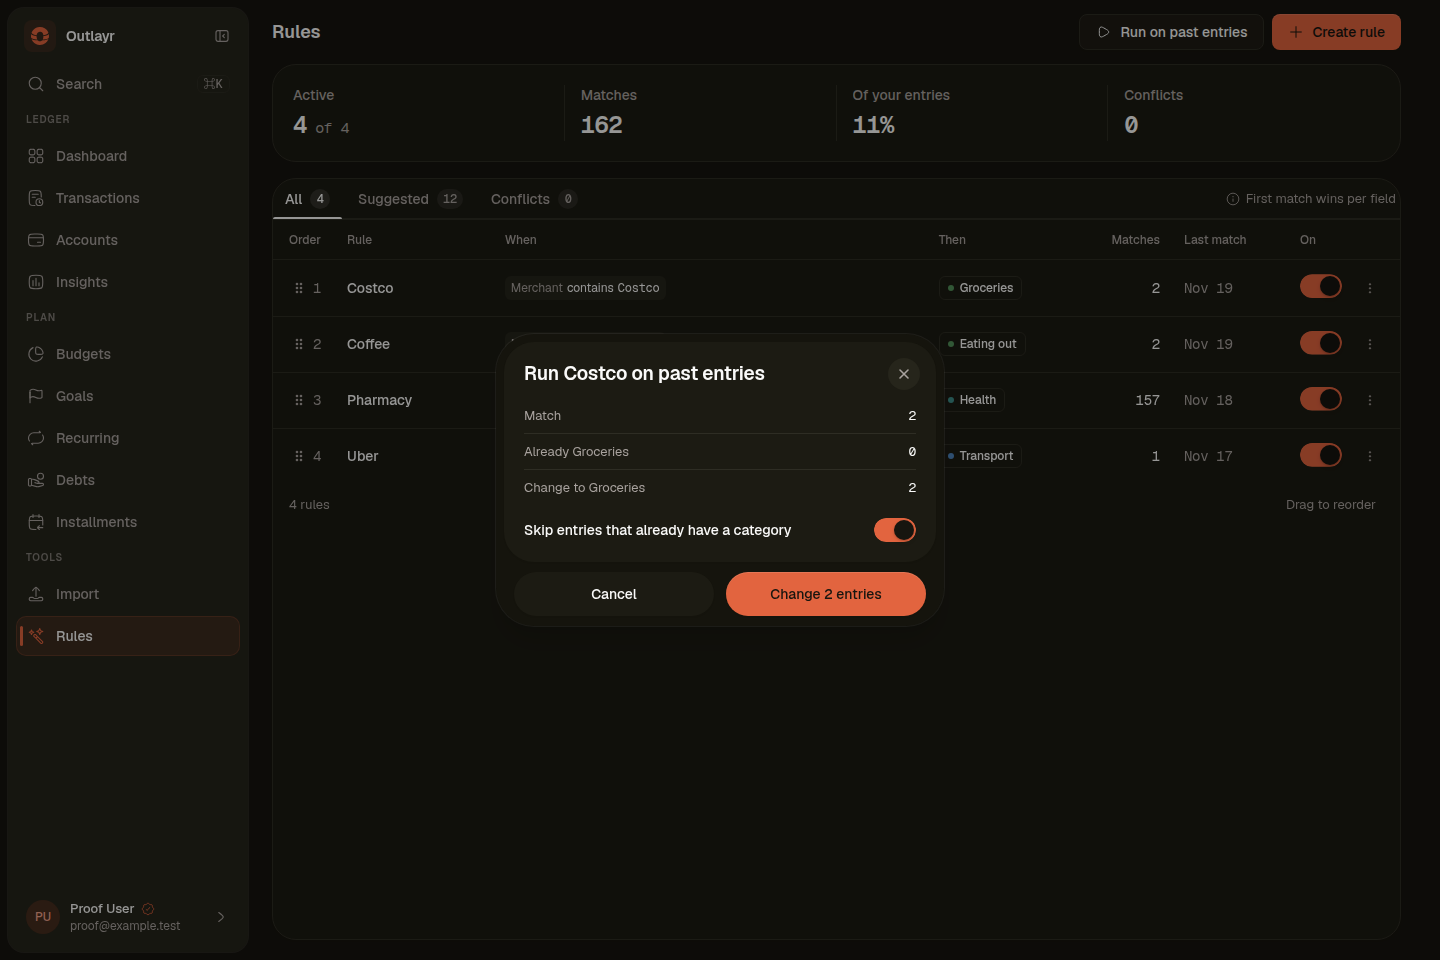 Outlayr
Search ⌘K
LEDGER
Dashboard
Transactions
Accounts
Insights
PLAN
Budgets
Goals
Recurring
Debts
Installments
TOOLS
Import
Rules
PU
Proof User
proof@example.test
Rules
Run on past entries
Create rule
Active
4 of 4
Matches
162
Of your entries
11%
Conflicts
0
All 4 Suggested 12 Conflicts 0
First match wins per field
Order Rule When Then Matches Last match On
1 Costco Merchant contains Costco Groceries 2 Nov 19
2 Coffee Eating out 2 Nov 19
3 Pharmacy Health 157 Nov 18
4 Uber Transport 1 Nov 17
4 rules Drag to reorder
Run Costco on past entries
Match 2
Already Groceries 0
Change to Groceries 2
Skip entries that already have a category
Cancel Change 2 entries